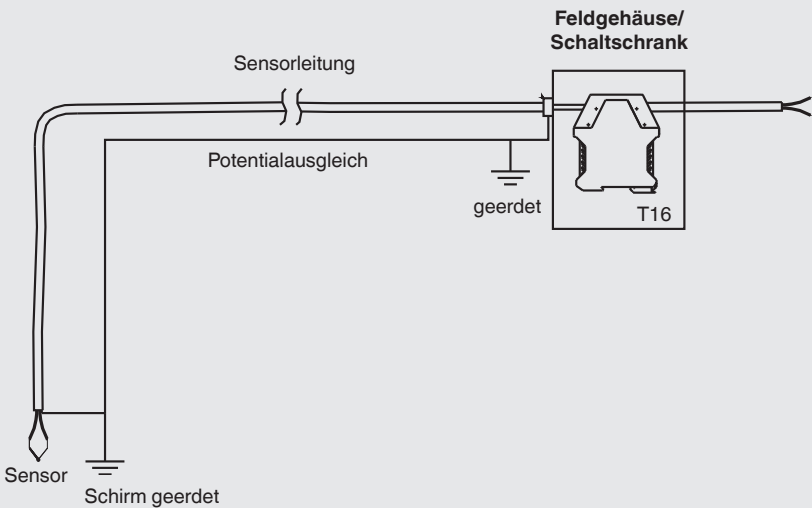 Feldgehäuse/
Schaltschrank
Sensorleitung
Potentialausgleich
geerdet
T16
Sensor
Schirm geerdet